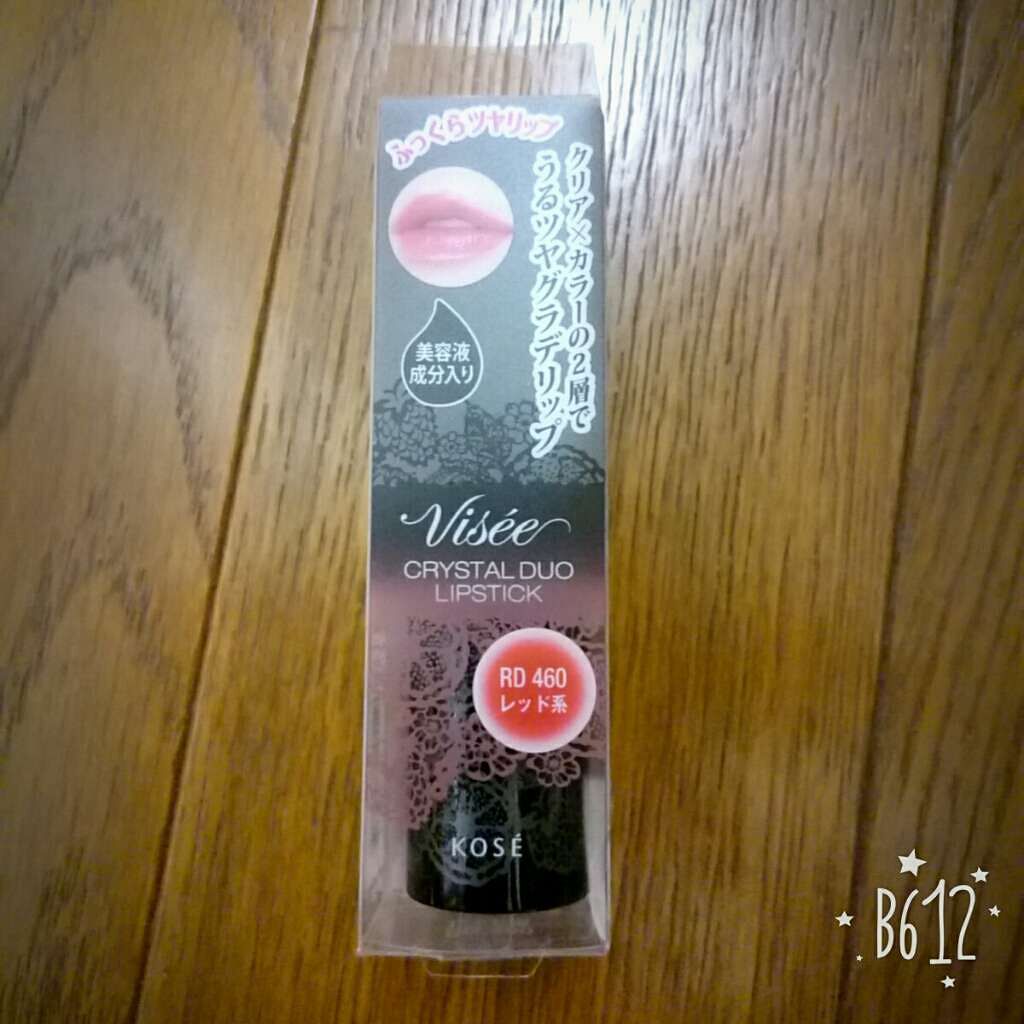 ふっくらツヤリップ
クリア×カラーの2層で
うるツヤグラデリップ
美容液
成分入り
Visée
CRYSTAL DUO
LIPSTICK
RD 460
レッド系
KOSÉ
B612